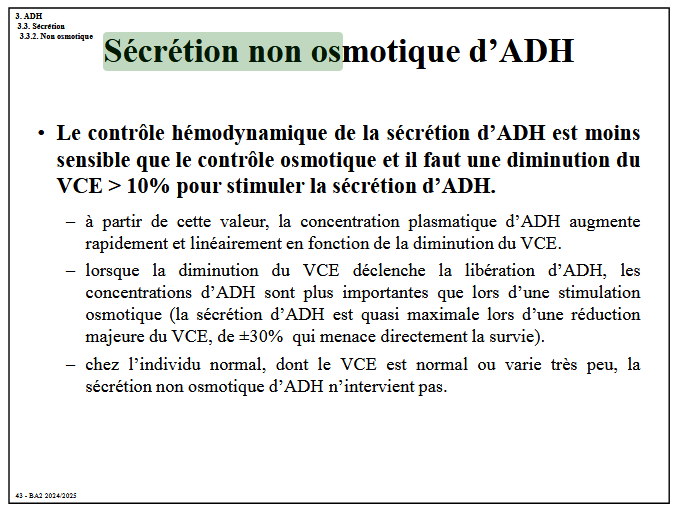 3. ADH
3.3. Sécrétion
3.3.2. Non osmotique
Sécrétion non osmotique d’ADH
• Le contrôle hémodynamique de la sécrétion d’ADH est moins
sensible que le contrôle osmotique et il faut une diminution du
VCE > 10% pour stimuler la sécrétion d’ADH.
– à partir de cette valeur, la concentration plasmatique d’ADH augmente
rapidement et linéairement en fonction de la diminution du VCE.
– lorsque la diminution du VCE déclenche la libération d’ADH, les
concentrations d’ADH sont plus importantes que lors d’une stimulation
osmotique (la sécrétion d’ADH est quasi maximale lors d’une réduction
majeure du VCE, de ±30% qui menace directement la survie).
– chez l’individu normal, dont le VCE est normal ou varie très peu, la
sécrétion non osmotique d’ADH n’intervient pas.
43 - BA2 2024/2025